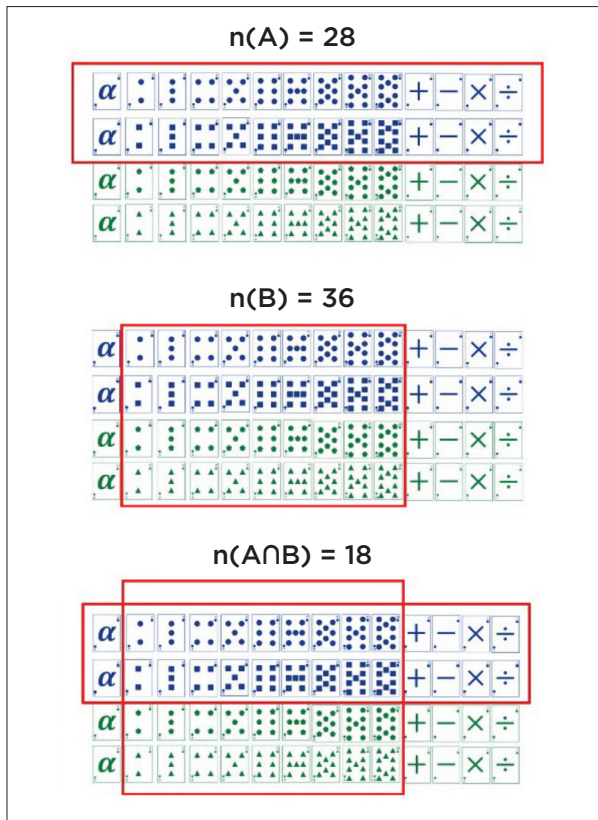 n(A) = 28
α + − × ÷
α + − × ÷
α + − × ÷
α + − × ÷
n(B) = 36
α + − × ÷
α + − × ÷
α + − × ÷
α + − × ÷
n(A∩B) = 18
α + − × ÷
α + − × ÷
α + − × ÷
α + − × ÷